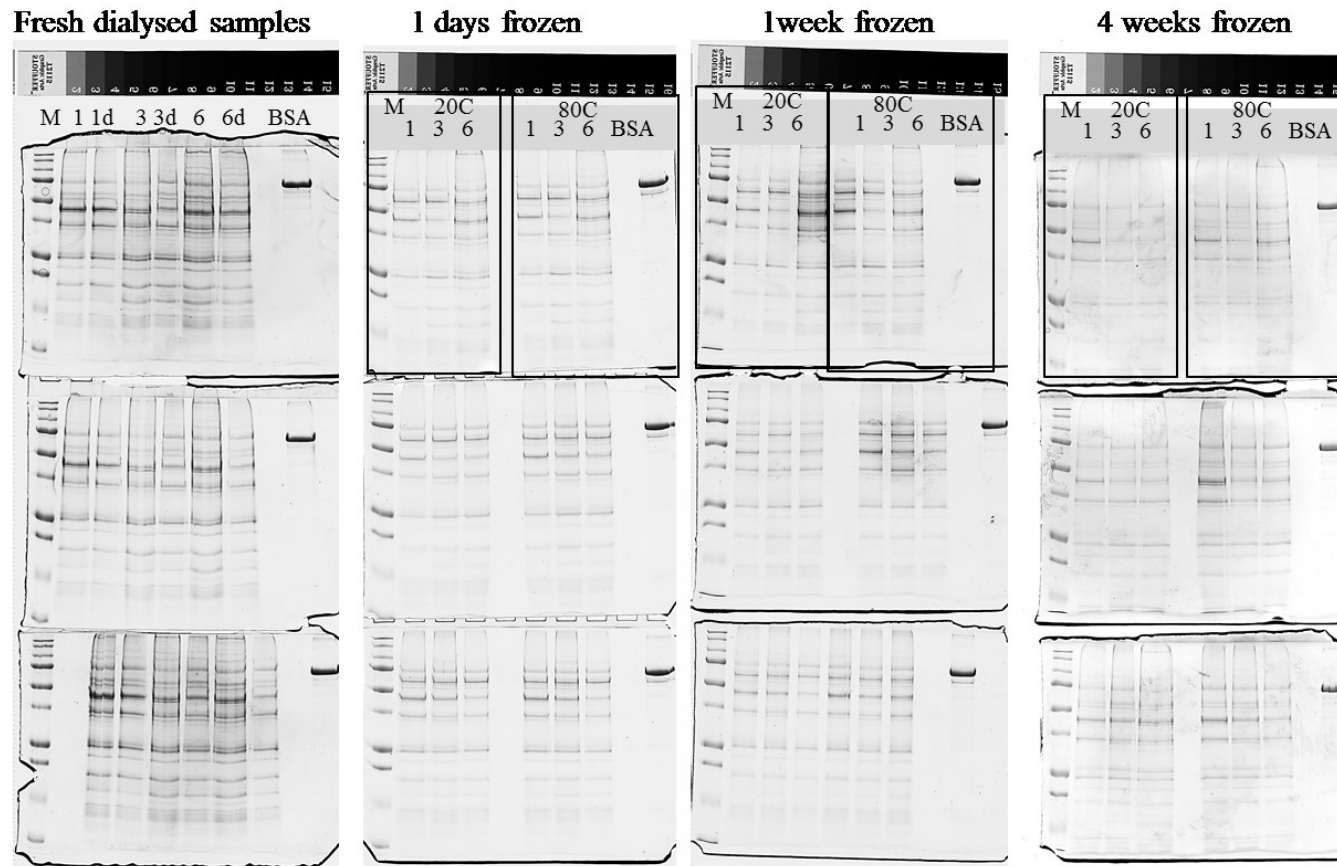 Fresh dialysed samples
1 days frozen
1week frozen
4 weeks frozen
M 1 1d 3 3d 6 6d BSA
M 20C 80C
1 3 6 1 3 6 BSA
M 20C 80C
1 3 6 1 3 6 BSA
M 20C 80C
1 3 6 1 3 6 BSA